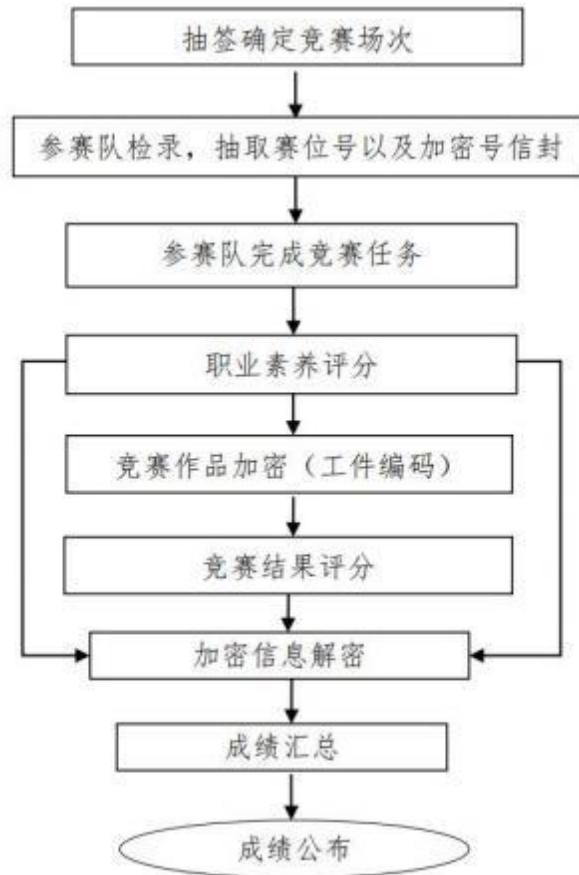 抽签确定竞赛场次
参赛队检录，抽取赛位号以及加密号信封
参赛队完成竞赛任务
职业素养评分
竞赛作品加密（工件编码）
竞赛结果评分
加密信息解密
成绩汇总
成绩公布